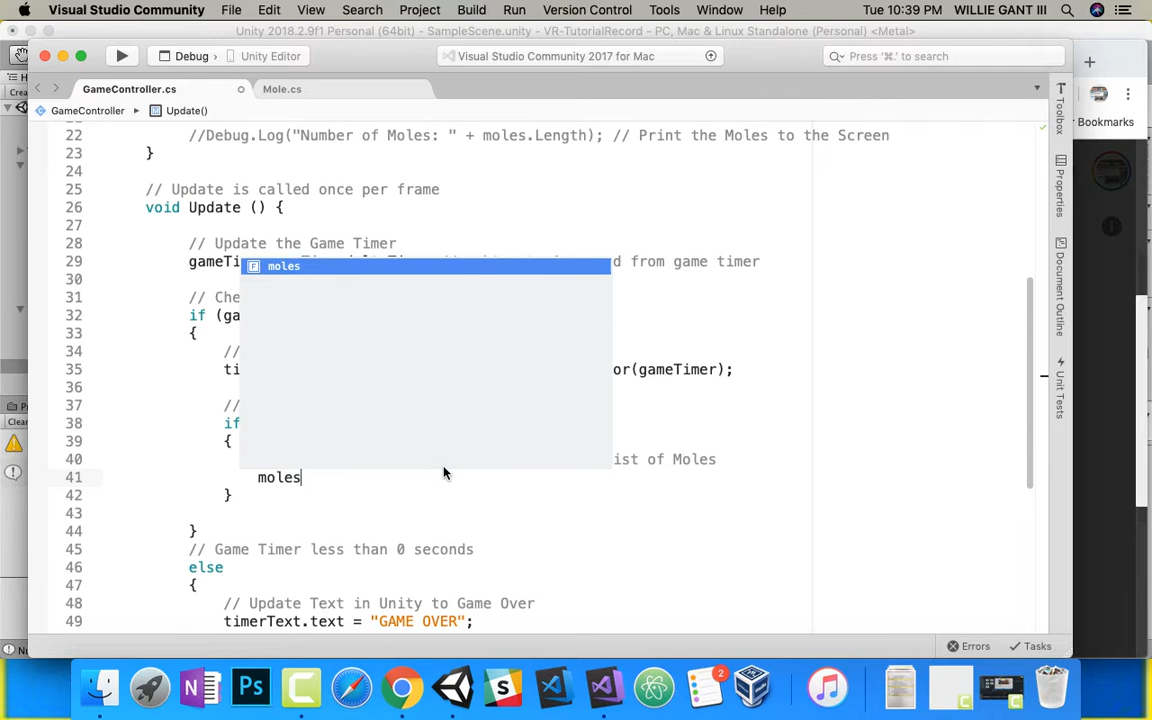 Visual Studio Community File Edit View Search Project Build Run Version Control Tools Window Help Tue 10:39 PM WILLIE GANT III
Unity 2018.2.9f1 Personal (64bit) - SampleScene.unity - VR-TutorialRecord - PC, Mac & Linux Standalone (Personal) <Metal>
Debug Unity Editor Visual Studio Community 2017 for Mac Press '⌘.' to search
GameController.cs Mole.cs
GameController Update()
22 //Debug.Log("Number of Moles: " + moles.Length); // Print the Moles to the Screen
23 }
24
25 // Update is called once per frame
26 void Update () {
27
28 // Update the Game Timer
29 gameTi d from game timer
moles
30
31 // Che
32 if (ga
33 {
34 //
35 ti or(gameTimer);
36
37 //
38 if
39 {
40 ist of Moles
41 moles
42 }
43
44 }
45 // Game Timer less than 0 seconds
46 else
47 {
48 // Update Text in Unity to Game Over
49 timerText.text = "GAME OVER";
Errors Tasks
Toolbox
Properties
Document Outline
Unit Tests
Bookmarks
Crea
Clear
2